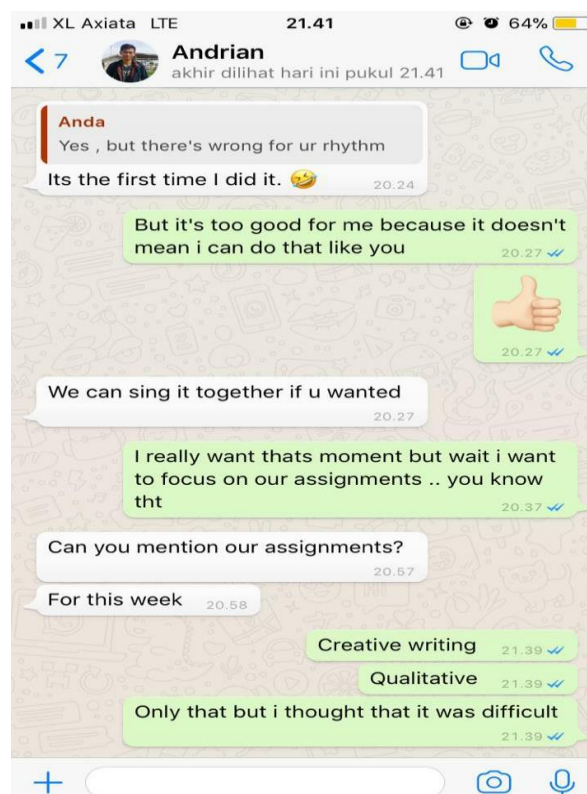 XL Axiata LTE 21.41 64%
7 Andrian
akhir dilihat hari ini pukul 21.41
Anda
Yes , but there's wrong for ur rhythm
Its the first time I did it. 🤣 20.24
But it's too good for me because it doesn't
mean i can do that like you 20.27
👍🏻
20.27
We can sing it together if u wanted
20.27
I really want thats moment but wait i want
to focus on our assignments .. you know
tht 20.37
Can you mention our assignments?
20.57
For this week 20.58
Creative writing 21.39
Qualitative 21.39
Only that but i thought that it was difficult
21.39